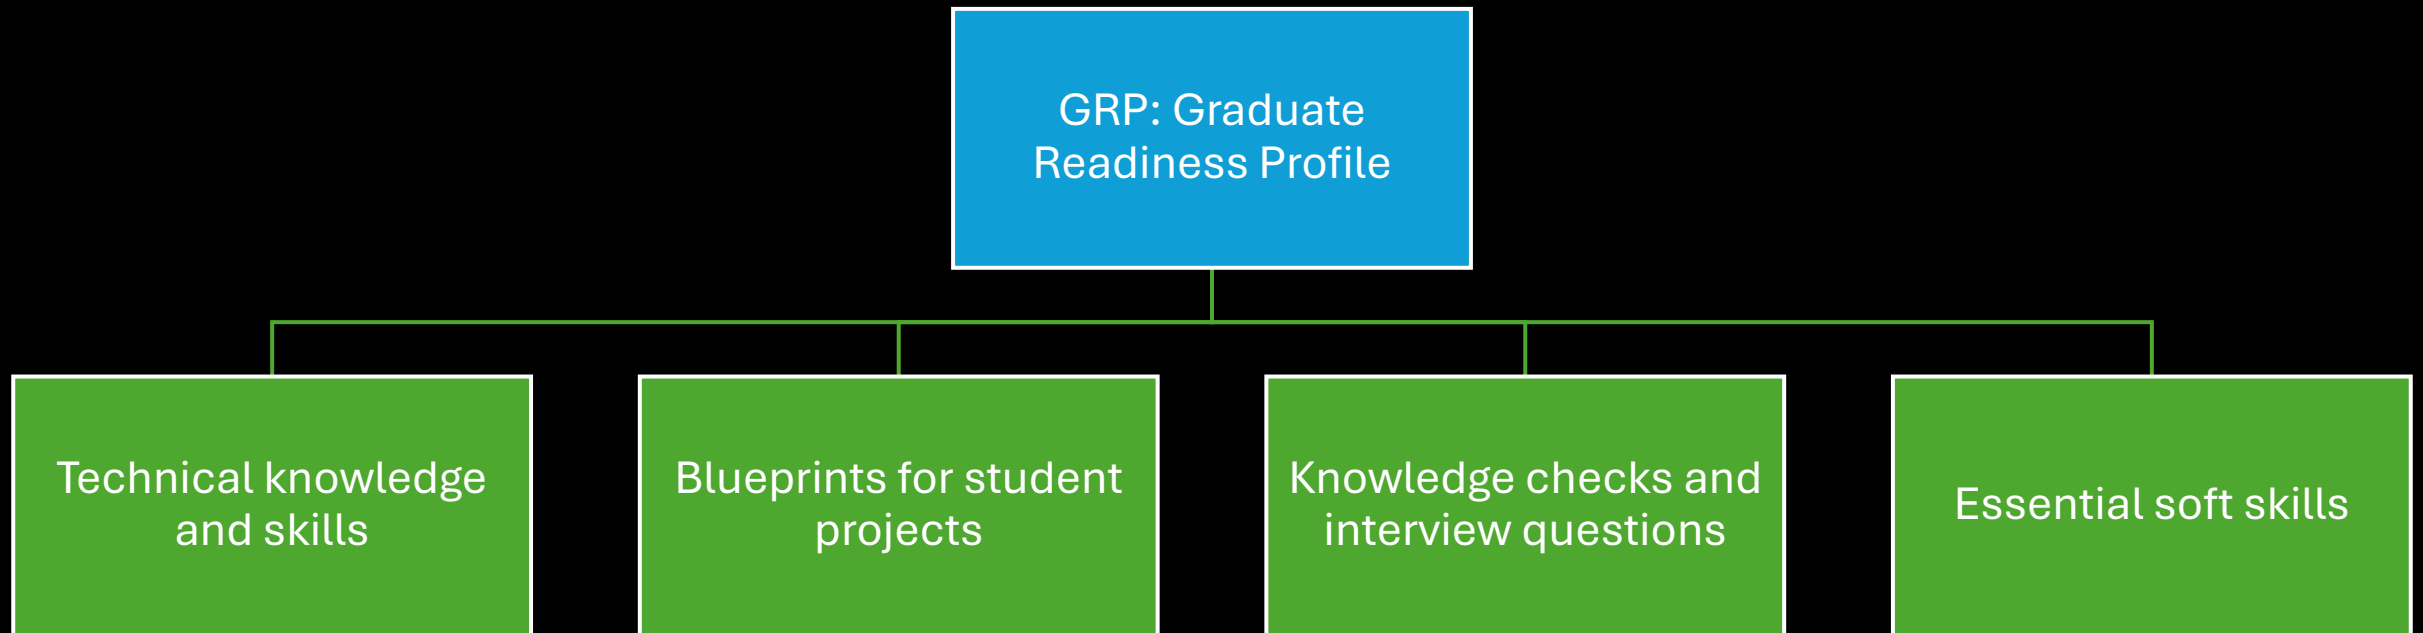 GRP: Graduate
Readiness Profile
Technical knowledge
and skills
Blueprints for student
projects
Knowledge checks and
interview questions
Essential soft skills